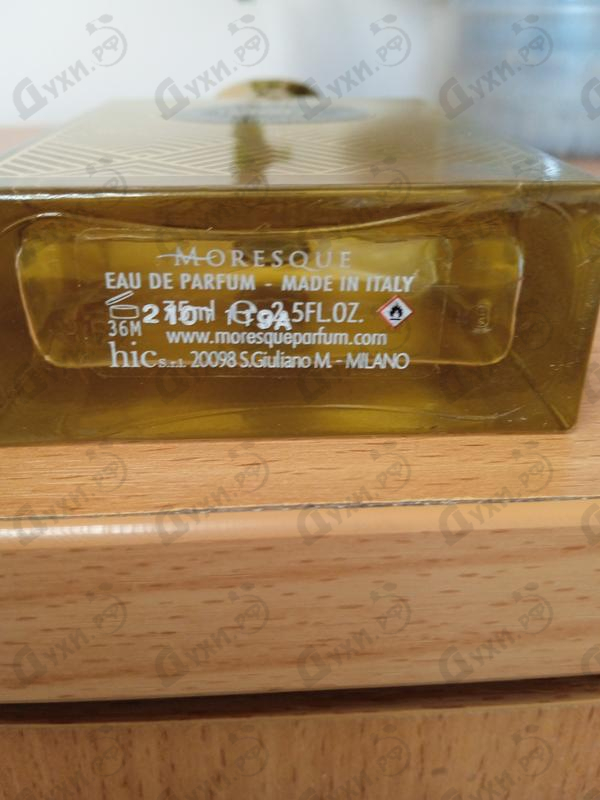 MORESQUE
EAU DE PARFUM - MADE IN ITALY
75ml ℮ 2.5FL.OZ.
36M
www.moresqueparfum.com
hic s.r.l. 20098 S.Giuliano M. - MILANO
Духи.РФ